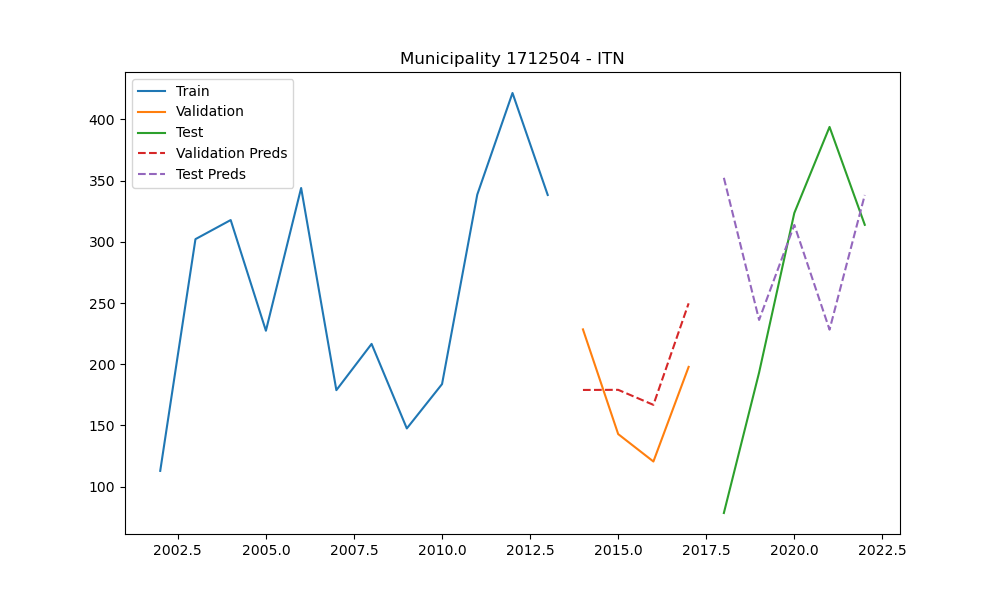 Municipality 1712504 - ITN
Train
Validation
Test
Validation Preds
Test Preds
400
350
300
250
200
150
100
2002.5 2005.0 2007.5 2010.0 2012.5 2015.0 2017.5 2020.0 2022.5